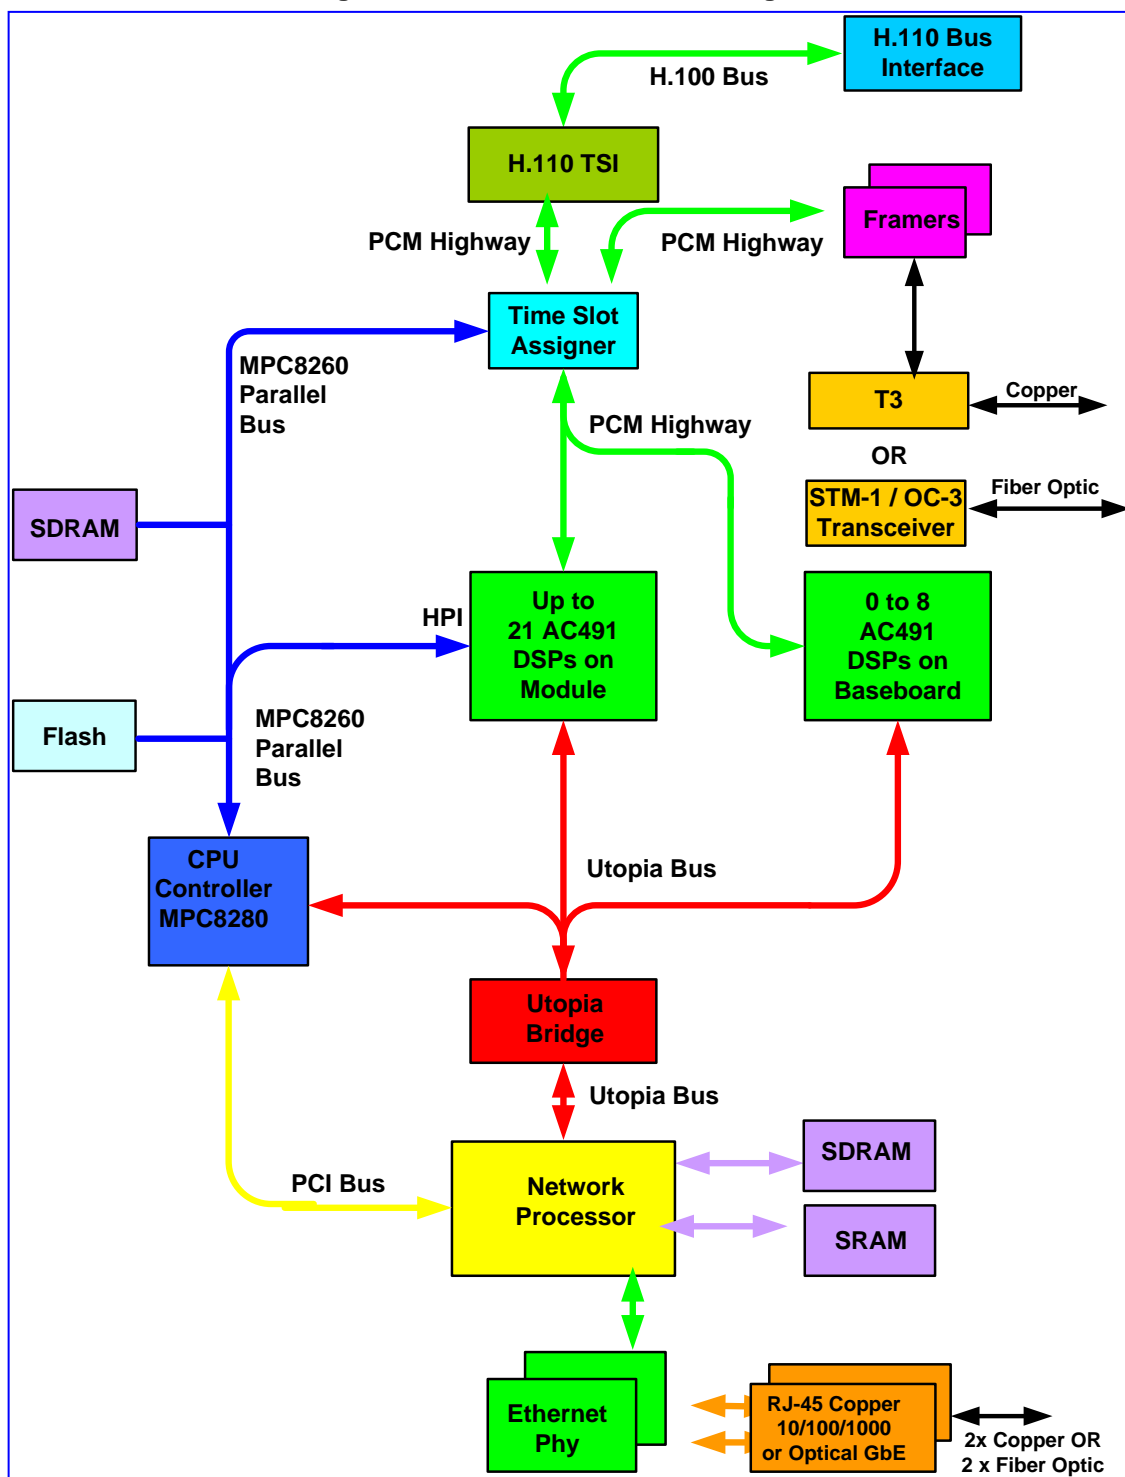 H.110 Bus
Interface
H.100 Bus
H.110 TSI
PCM Highway
PCM Highway
Framers
Time Slot
Assigner
MPC8260
Parallel
Bus
T3
Copper
PCM Highway
OR
STM-1 / OC-3
Transceiver
Fiber Optic
SDRAM
HPI
Up to
21 AC491
DSPs on
Module
0 to 8
AC491
DSPs on
Baseboard
Flash
MPC8260
Parallel
Bus
CPU
Controller
MPC8280
Utopia Bus
Utopia
Bridge
Utopia Bus
SDRAM
PCI Bus
Network
Processor
SRAM
Ethernet
Phy
RJ-45 Copper
10/100/1000
or Optical GbE
2x Copper OR
2 x Fiber Optic